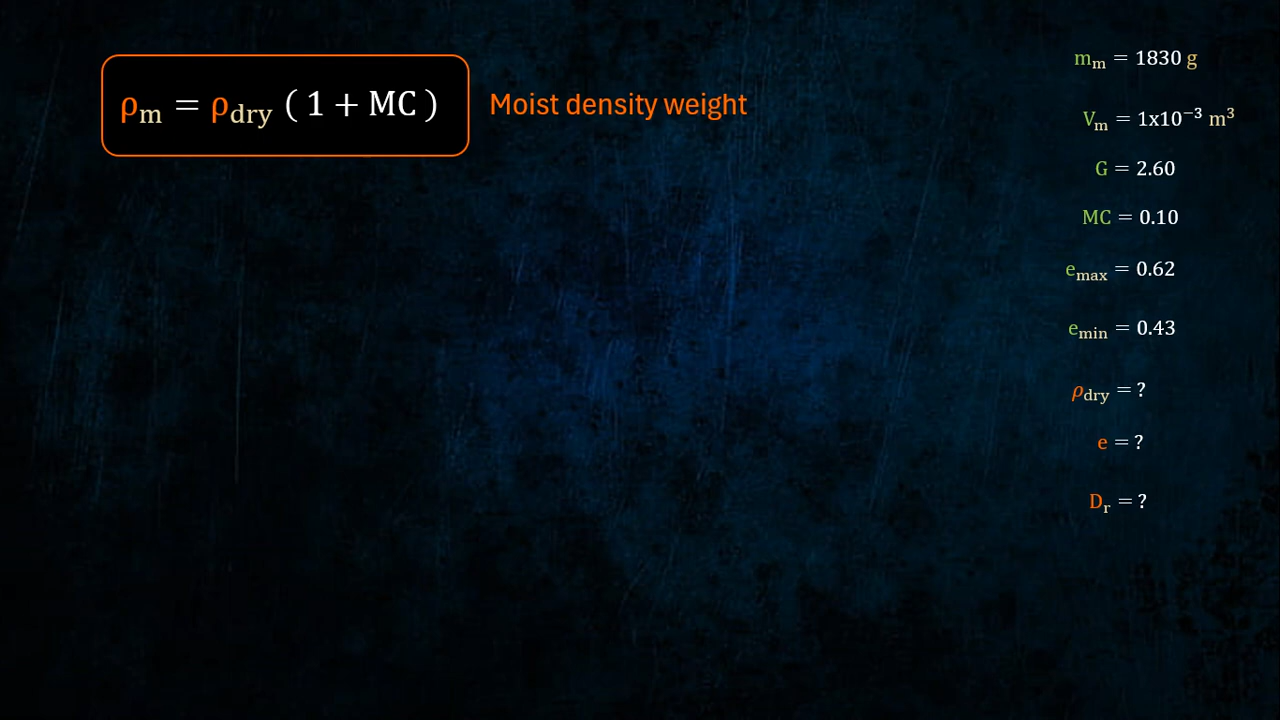 ρm = ρdry ( 1 + MC )
Moist density weight
mm = 1830 g
Vm = 1x10⁻³ m³
G = 2.60
MC = 0.10
emax = 0.62
emin = 0.43
ρdry = ?
e = ?
Dr = ?